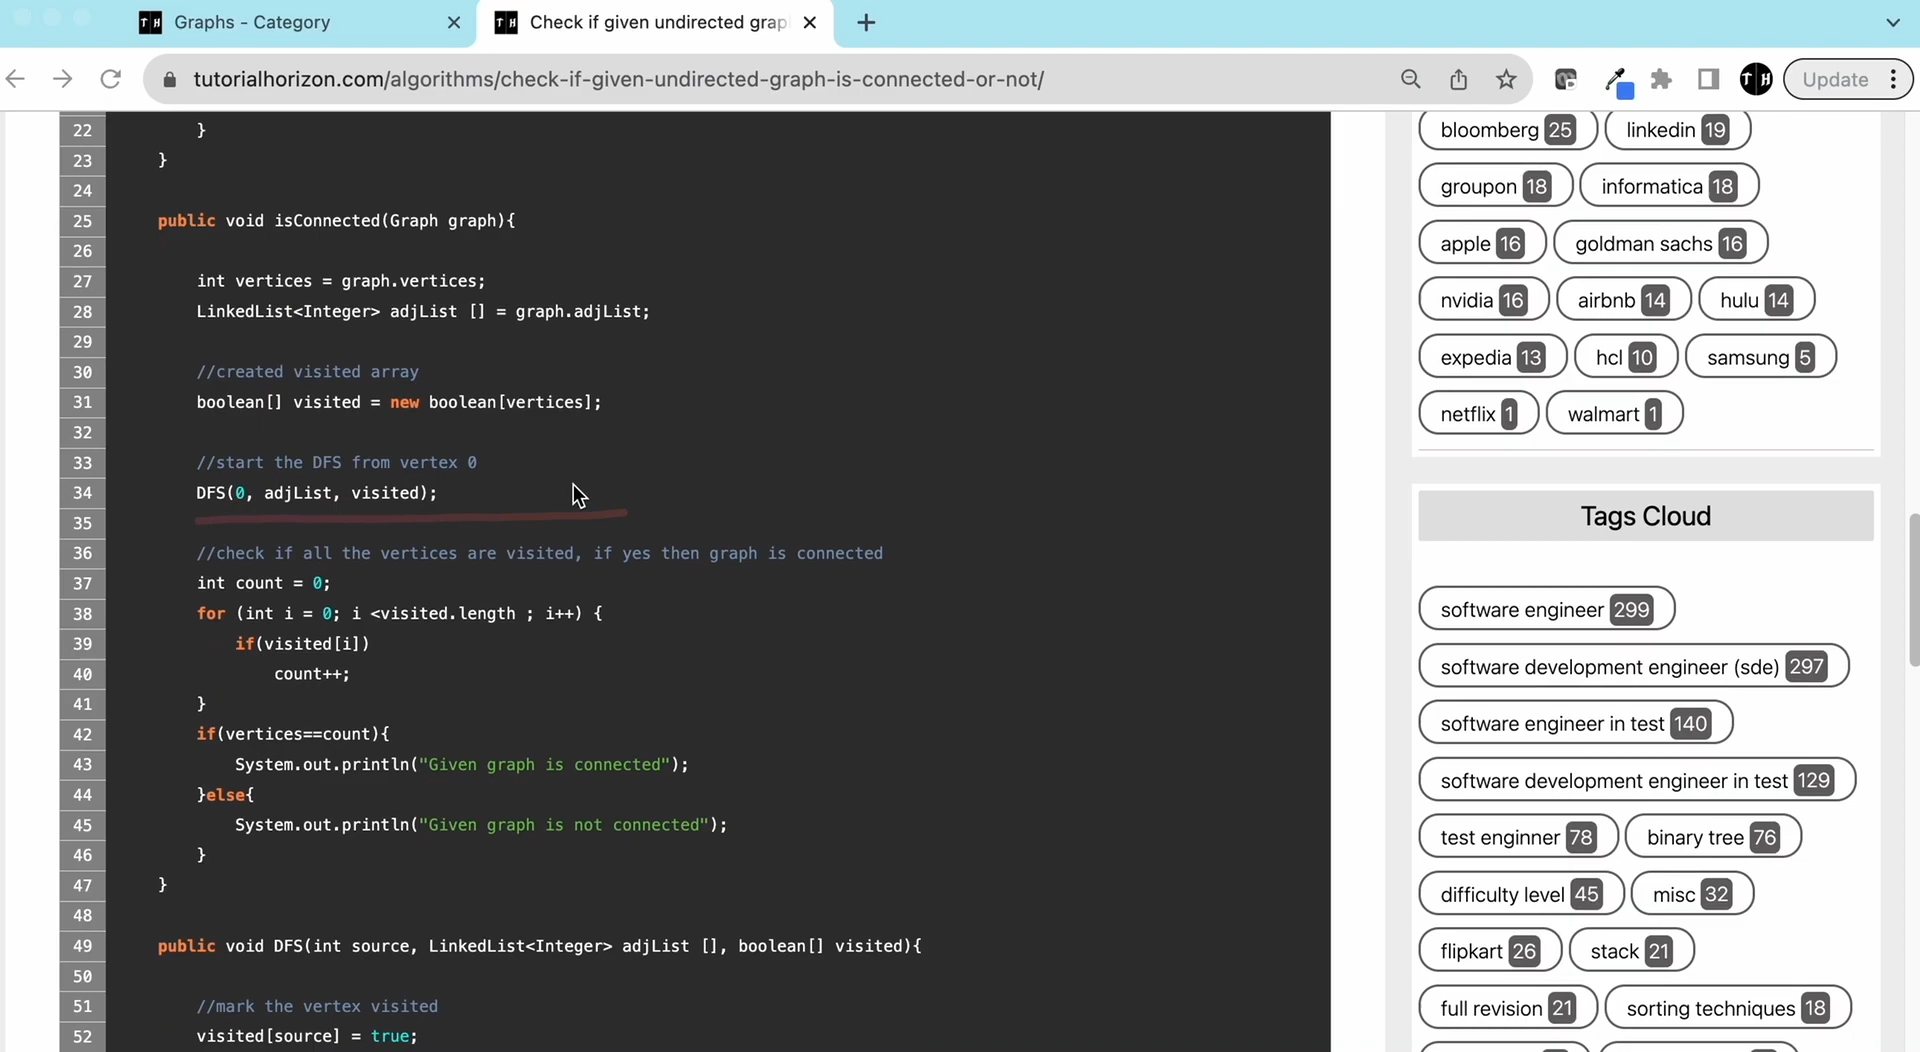 Graphs - Category
Check if given undirected grap
tutorialhorizon.com/algorithms/check-if-given-undirected-graph-is-connected-or-not/
TH
Update
22 }
23 }
24
25 public void isConnected(Graph graph){
26
27 int vertices = graph.vertices;
28 LinkedList<Integer> adjList [] = graph.adjList;
29
30 //created visited array
31 boolean[] visited = new boolean[vertices];
32
33 //start the DFS from vertex 0
34 DFS(0, adjList, visited);
35
36 //check if all the vertices are visited, if yes then graph is connected
37 int count = 0;
38 for (int i = 0; i <visited.length ; i++) {
39 if(visited[i])
40 count++;
41 }
42 if(vertices==count){
43 System.out.println("Given graph is connected");
44 }else{
45 System.out.println("Given graph is not connected");
46 }
47 }
48
49 public void DFS(int source, LinkedList<Integer> adjList [], boolean[] visited){
50
51 //mark the vertex visited
52 visited[source] = true;
bloomberg 25 linkedin 19
groupon 18 informatica 18
apple 16 goldman sachs 16
nvidia 16 airbnb 14 hulu 14
expedia 13 hcl 10 samsung 5
netflix 1 walmart 1
Tags Cloud
software engineer 299
software development engineer (sde) 297
software engineer in test 140
software development engineer in test 129
test enginner 78 binary tree 76
difficulty level 45 misc 32
flipkart 26 stack 21
full revision 21 sorting techniques 18